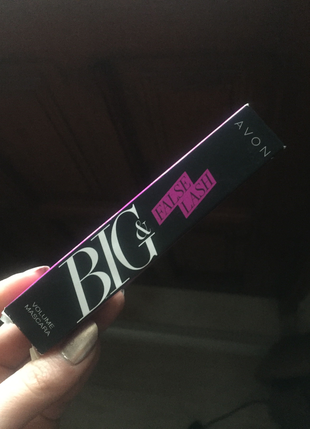 AVON
BIG &
FALSE
LASH
VOLUME
MASCARA